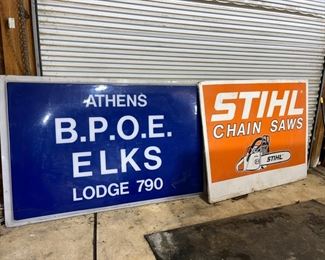 ATHENS
B.P.O.E.
ELKS
LODGE 790
STIHL
CHAIN SAWS
STIHL